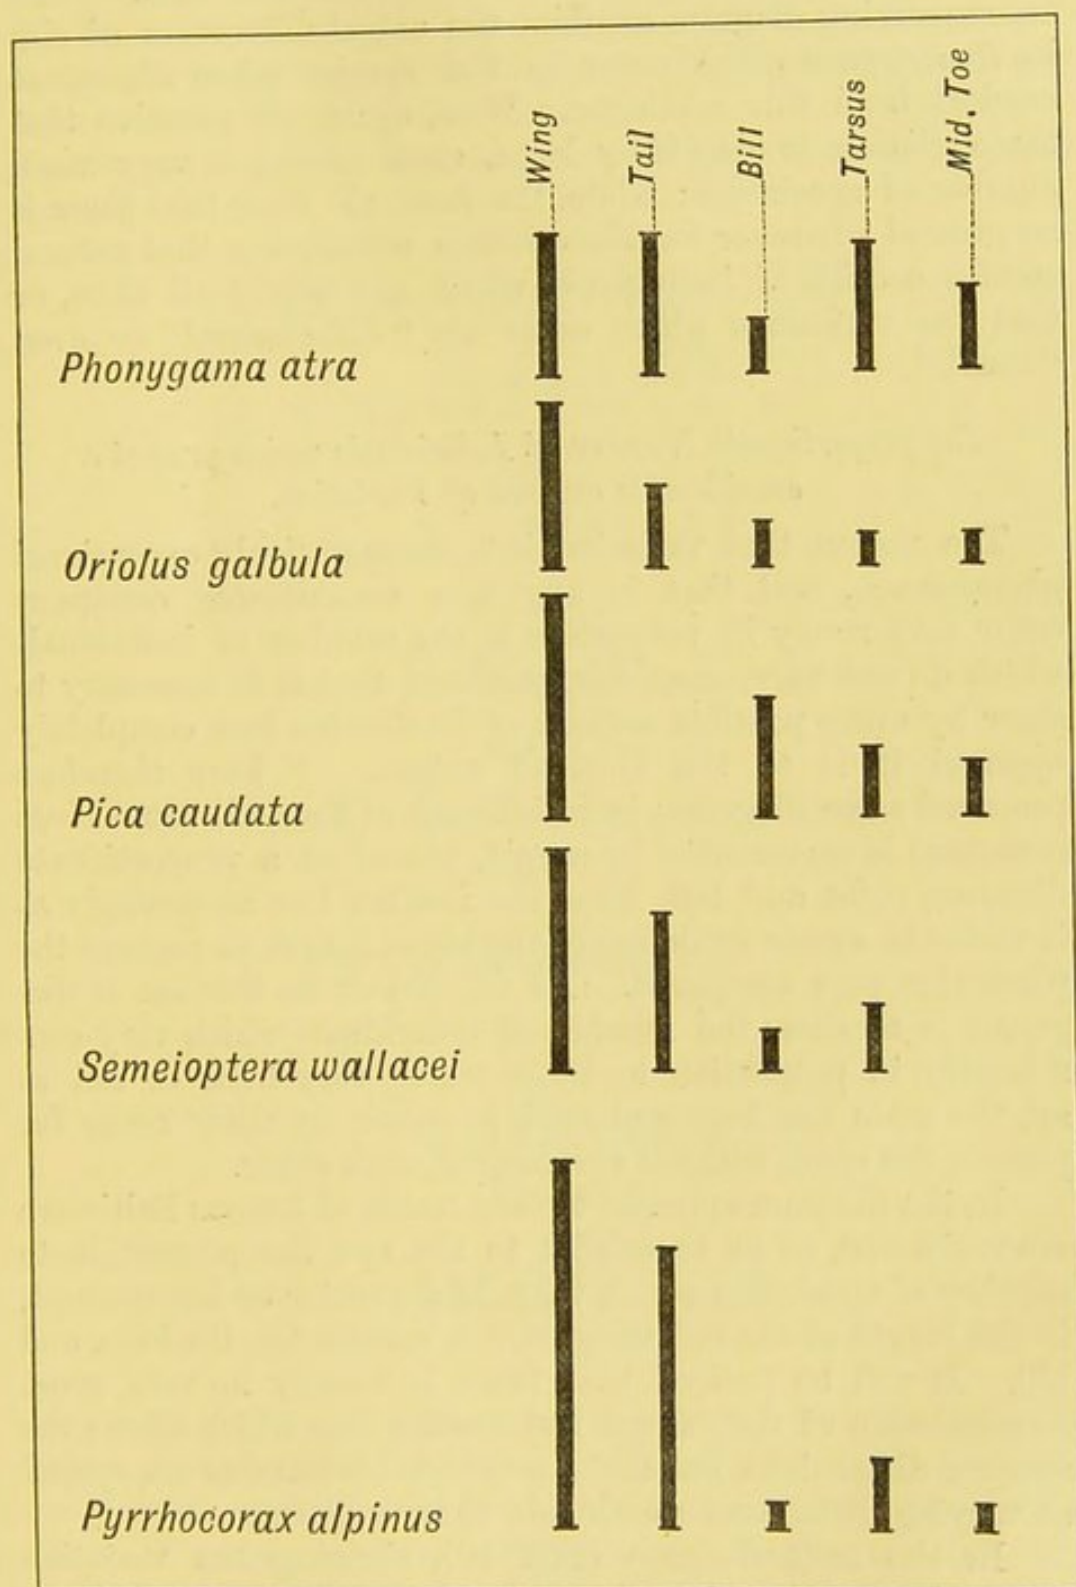 Wing Tail Bill Tarsus Mid. Toe
Phonygama atra
Oriolus galbula
Pica caudata
Semeioptera wallacei
Pyrrhocorax alpinus